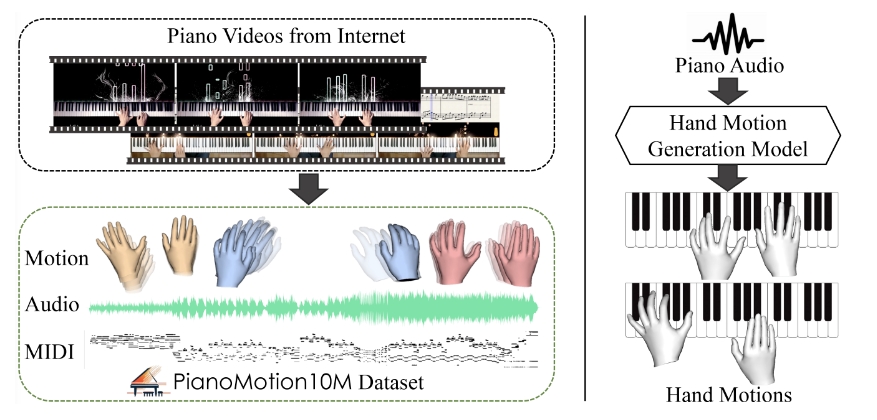 Piano Videos from Internet
Motion
Audio
MIDI
PianoMotion10M Dataset
Piano Audio
Hand Motion
Generation Model
Hand Motions